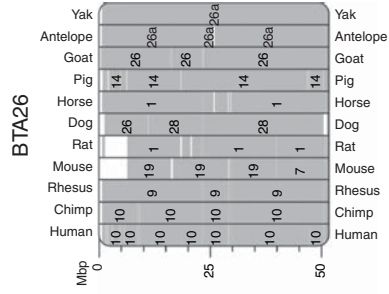 BTA26
Yak 26a Yak
Antelope 26a 26a 26a Antelope
Goat 26 26 26 Goat
Pig 14 14 14 14 Pig
Horse 1 1 Horse
Dog 26 28 28 Dog
Rat 1 1 1 Rat
Mouse 19 19 19 7 Mouse
Rhesus 9 9 9 Rhesus
Chimp 10 10 10 10 Chimp
Human 10 10 10 10 10 10 10 Human
Mbp 0 25 50